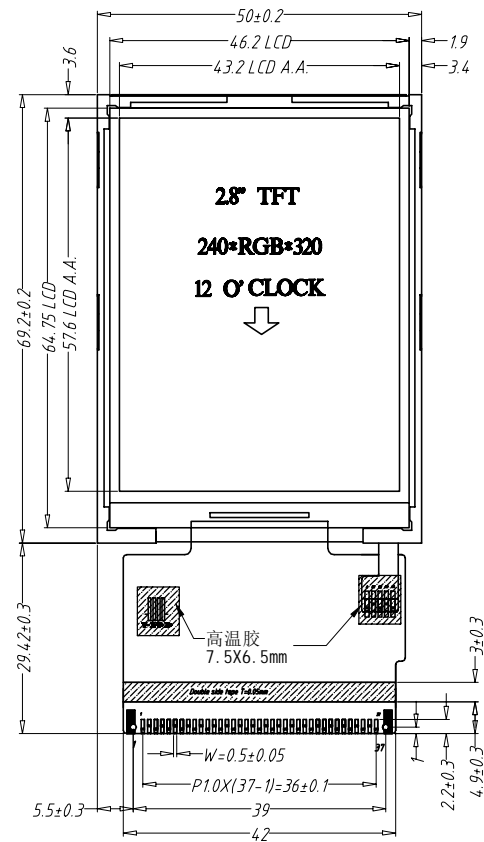 50±0.2
46.2 LCD
1.9
43.2 LCD A.A.
3.4
3.6
69.2±0.2
64.75 LCD
57.6 LCD A.A.
2.8" TFT
240*RGB*320
12 O' CLOCK
29.42±0.3
高温胶
7.5X6.5mm
3±0.3
Double side tape T=0.05mm
1
37
W=0.5±0.05
1
2.2±0.3
4.9±0.3
P1.0X(37-1)=36±0.1
5.5±0.3
39
42